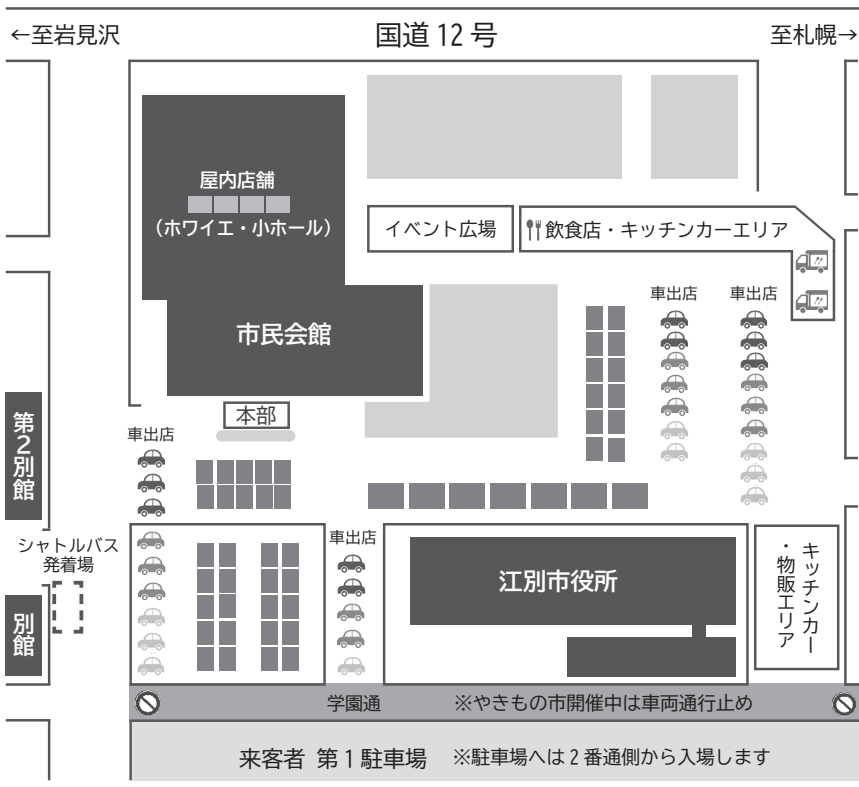 ←至岩見沢
国道12号
至札幌→
屋内店舗
(ホワイエ・小ホール)
イベント広場
飲食店・キッチンカーエリア
車出店
車出店
市民会館
本部
車出店
第2別館
シャトルバス
発着場
別館
車出店
江別市役所
キッチンカー
・物販エリア
学園通
※やきもの市開催中は車両通行止め
来客者 第1駐車場
※駐車場へは2番通側から入場します